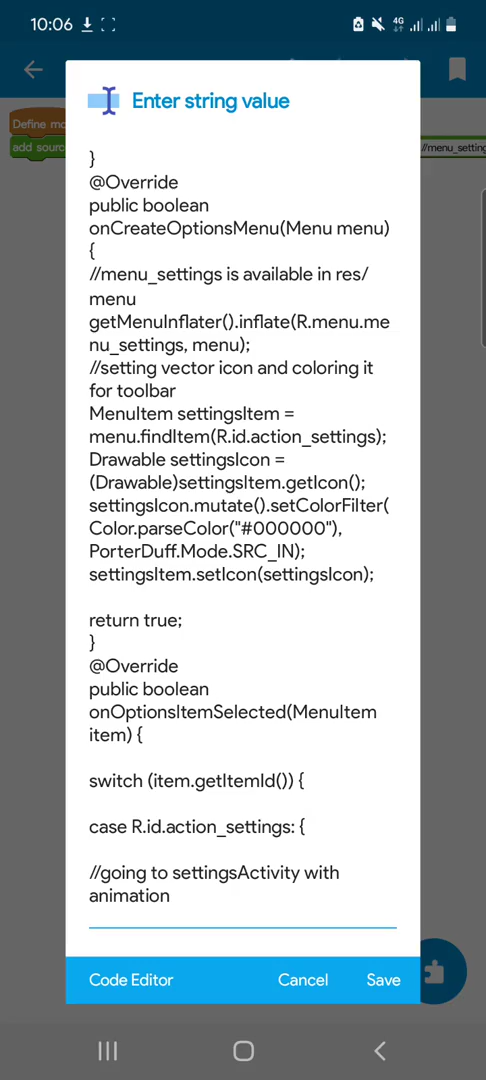 10:06
4G
Define mo
add sourc
//menu_setting
Enter string value
}
@Override
public boolean
onCreateOptionsMenu(Menu menu)
{
//menu_settings is available in res/
menu
getMenuInflater().inflate(R.menu.me
nu_settings, menu);
//setting vector icon and coloring it
for toolbar
MenuItem settingsItem =
menu.findItem(R.id.action_settings);
Drawable settingsIcon =
(Drawable)settingsItem.getIcon();
settingsIcon.mutate().setColorFilter(
Color.parseColor("#000000"),
PorterDuff.Mode.SRC_IN);
settingsItem.setIcon(settingsIcon);
return true;
}
@Override
public boolean
onOptionsItemSelected(MenuItem
item) {
switch (item.getItemId()) {
case R.id.action_settings: {
//going to settingsActivity with
animation
Code Editor Cancel Save